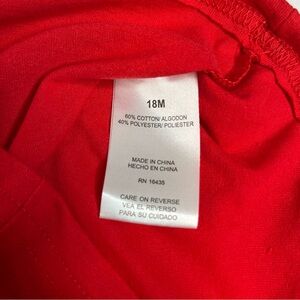 18M
60% COTTON/ ALGODON
40% POLYESTER/ POLIESTER
MADE IN CHINA
HECHO EN CHINA
RN 16435
CARE ON REVERSE
VEA EL REVERSO
PARA SU CUIDADO